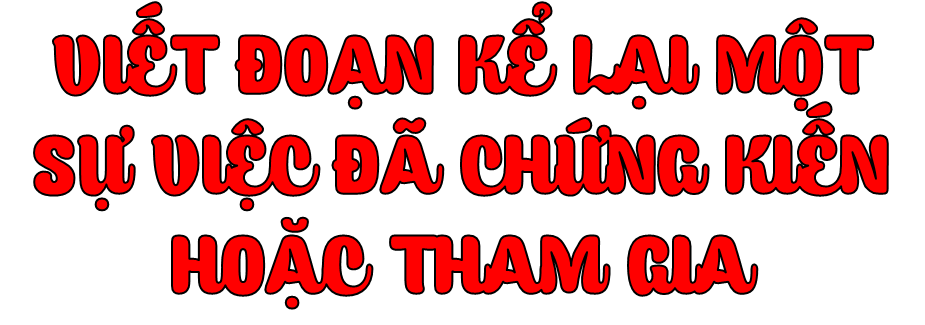 VIẾT ĐOẠN KỂ LẠI MỘT
SỰ VIỆC ĐÃ CHỨNG KIẾN
HOẶC THAM GIA